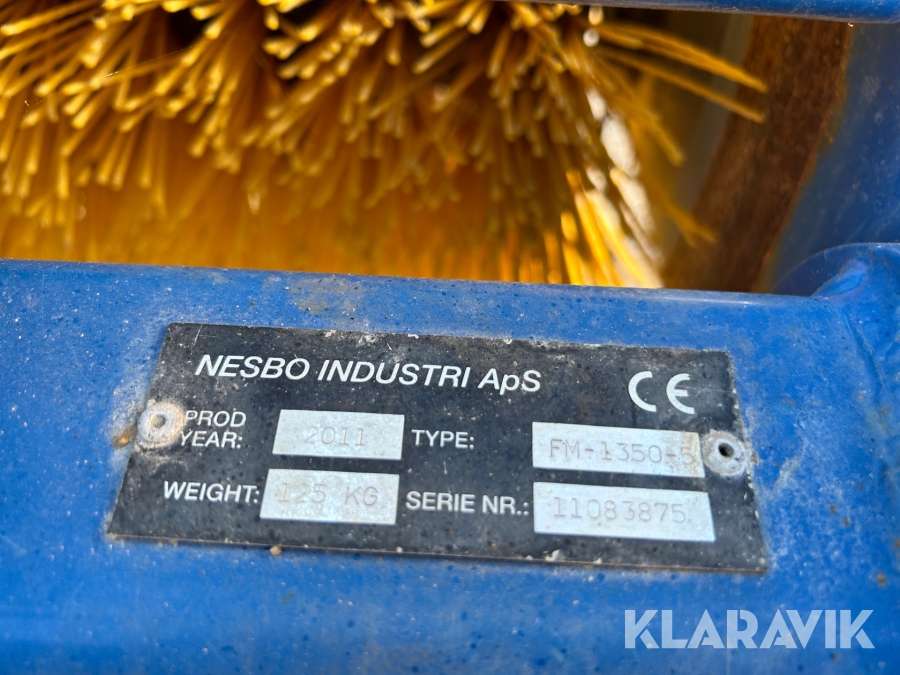 NESBO INDUSTRI ApS CE
PROD YEAR: 2011 TYPE: FM-1350-5
WEIGHT: 125 KG SERIE NR.: 11083875
KLARAVIK